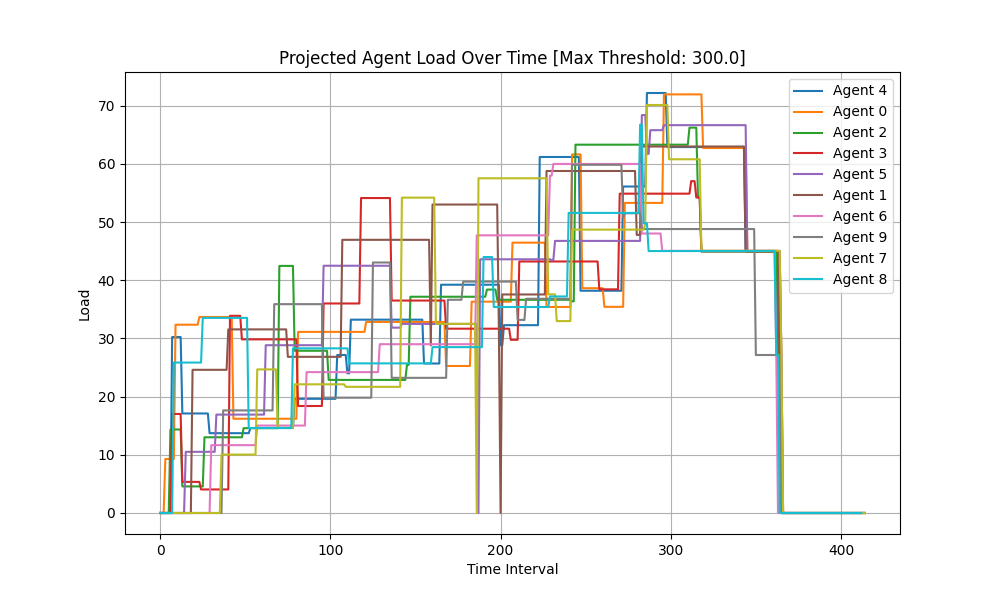 Projected Agent Load Over Time [Max Threshold: 300.0]
Load
70
60
50
40
30
20
10
0
0 100 200 300 400
Time Interval
Agent 4
Agent 0
Agent 2
Agent 3
Agent 5
Agent 1
Agent 6
Agent 9
Agent 7
Agent 8